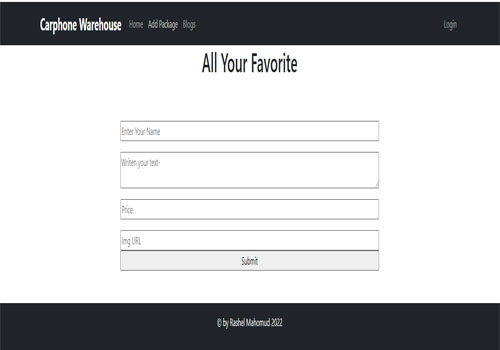 Carphone Warehouse Home Add Package Blogs Login
All Your Favorite
Enter Your Name
Writen your text-
Price
Img URL
Submit
© by Rashel Mahomud 2022